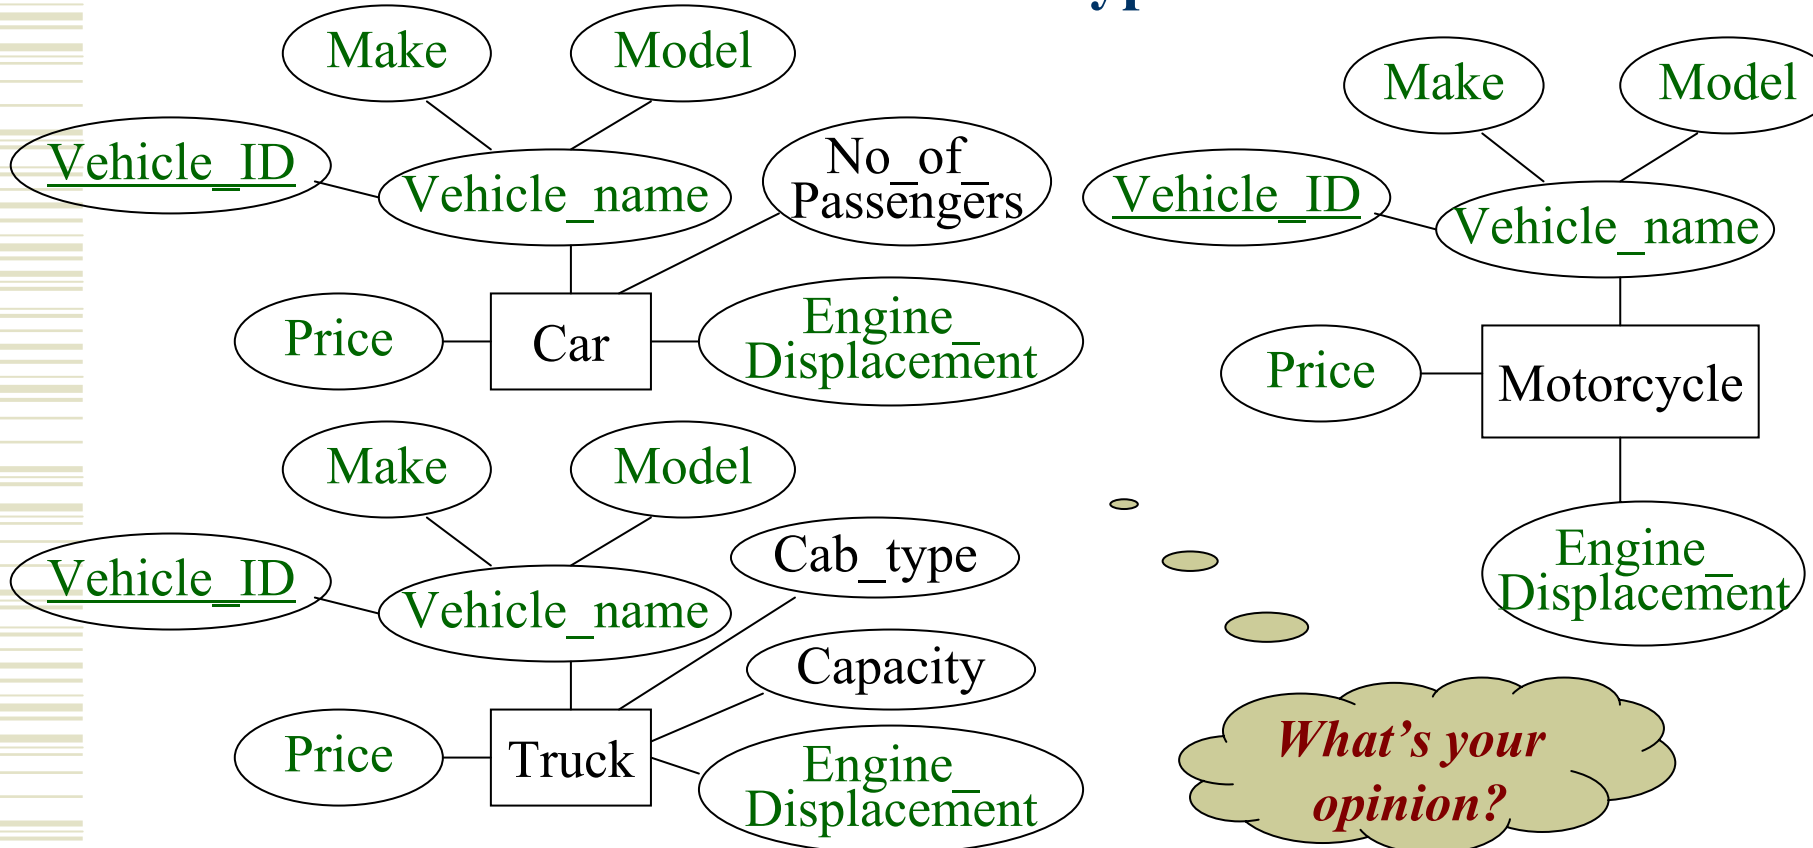 Make
Model
Vehicle_ID
Vehicle_name
No_of_
Passengers
Price
Car
Engine_
Displacement
Make
Model
Vehicle_ID
Vehicle_name
Price
Motorcycle
Engine_
Displacement
Make
Model
Vehicle_ID
Vehicle_name
Cab_type
Capacity
Price
Truck
Engine_
Displacement
What's your
opinion?